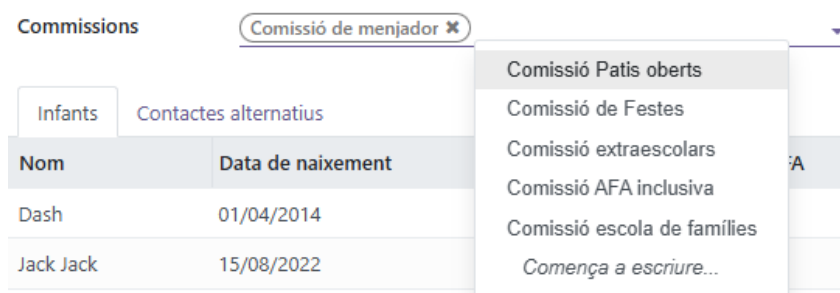 Commissions
Comissió de menjador ✖
Comissió Patis oberts
Comissió de Festes
Comissió extraescolars
Comissió AFA inclusiva
Comissió escola de famílies
Comença a escriure...
Infants Contactes alternatius
Nom Data de naixement
Dash 01/04/2014
Jack Jack 15/08/2022